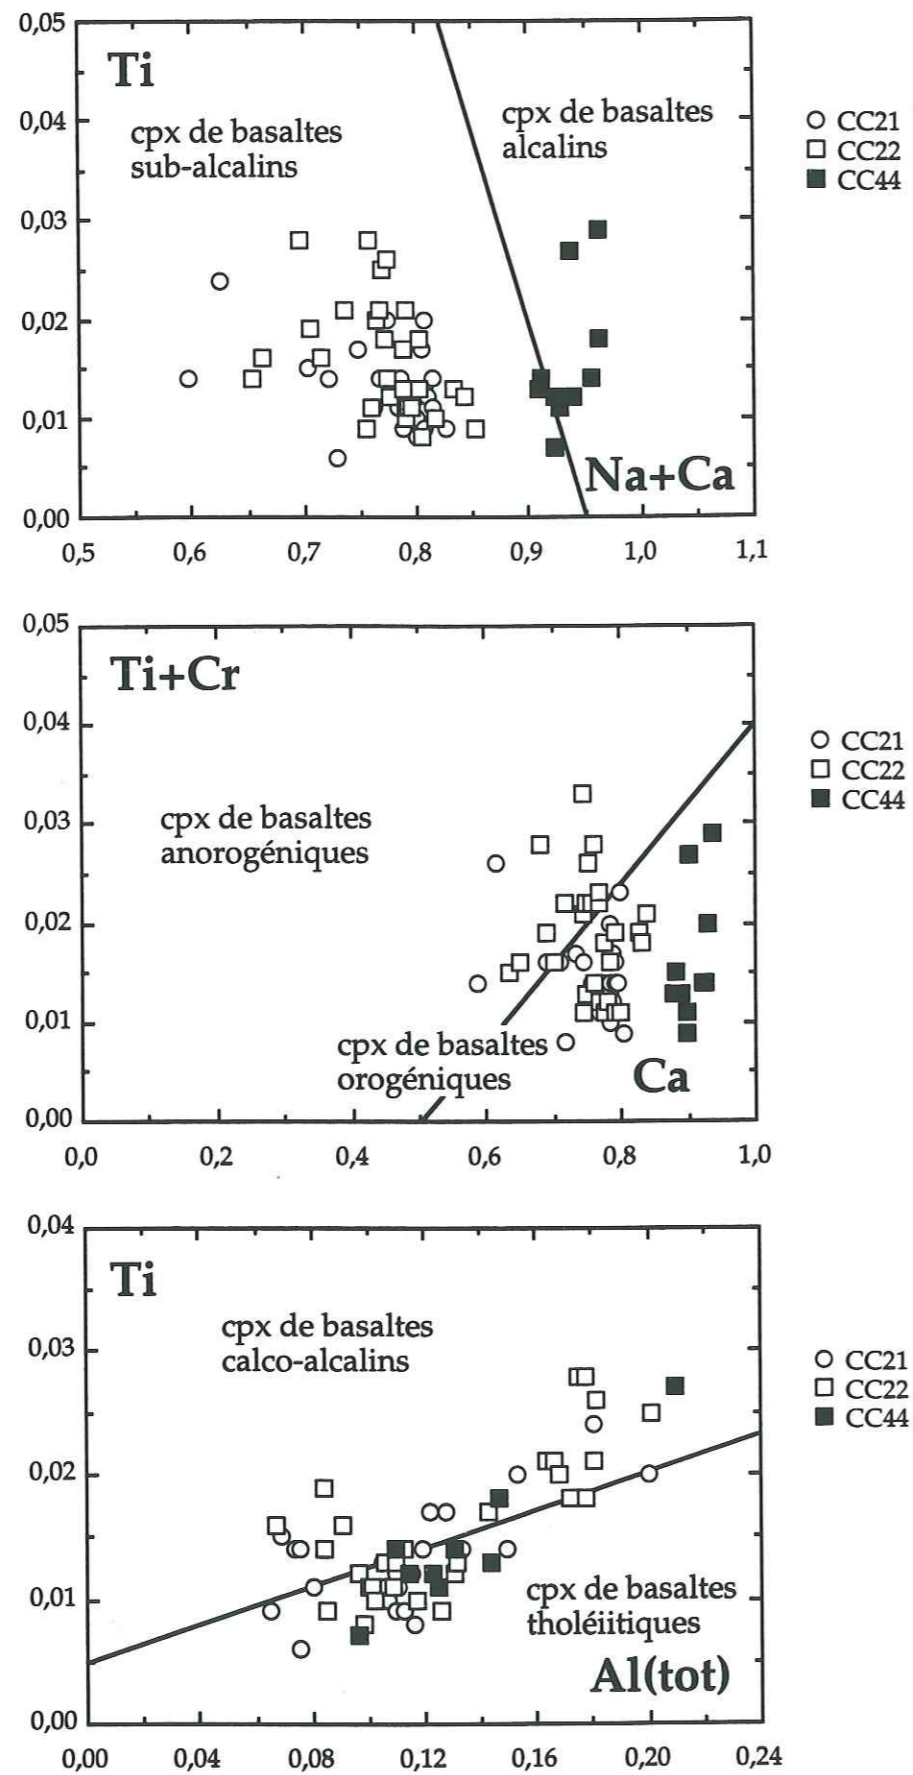 0,05
Ti
cpx de basaltes
sub-alcalins
cpx de basaltes
alcalins
0,04
0,03
0,02
0,01
0,00
Na+Ca
0,5 0,6 0,7 0,8 0,9 1,0 1,1
CC21
CC22
CC44
0,05
Ti+Cr
0,04
0,03
cpx de basaltes
anorogéniques
0,02
0,01
cpx de basaltes
orogéniques
Ca
0,00
0,0 0,2 0,4 0,6 0,8 1,0
CC21
CC22
CC44
0,04
Ti
cpx de basaltes
calco-alcalins
0,03
0,02
0,01
cpx de basaltes
tholéiitiques
Al(tot)
0,00
0,00 0,04 0,08 0,12 0,16 0,20 0,24
CC21
CC22
CC44